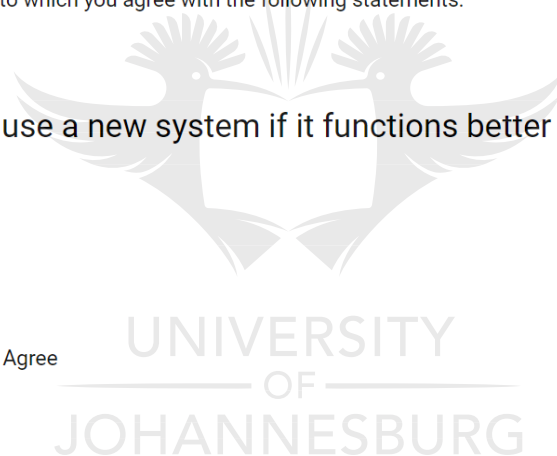 to which you agree with the following statements.
use a new system if it functions better
UNIVERSITY
Agree
OF
JOHANNESBURG